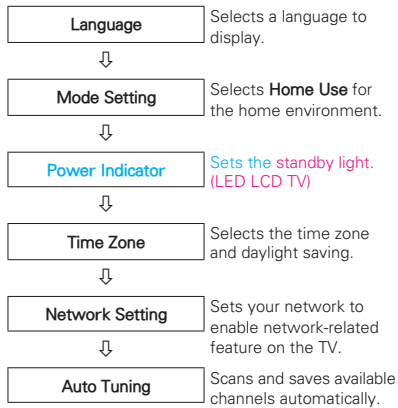 Language
Selects a language to
display.
Mode Setting
Selects Home Use for
the home environment.
Power Indicator
Sets the standby light.
(LED LCD TV)
Time Zone
Selects the time zone
and daylight saving.
Network Setting
Sets your network to
enable network-related
feature on the TV.
Auto Tuning
Scans and saves available
channels automatically.